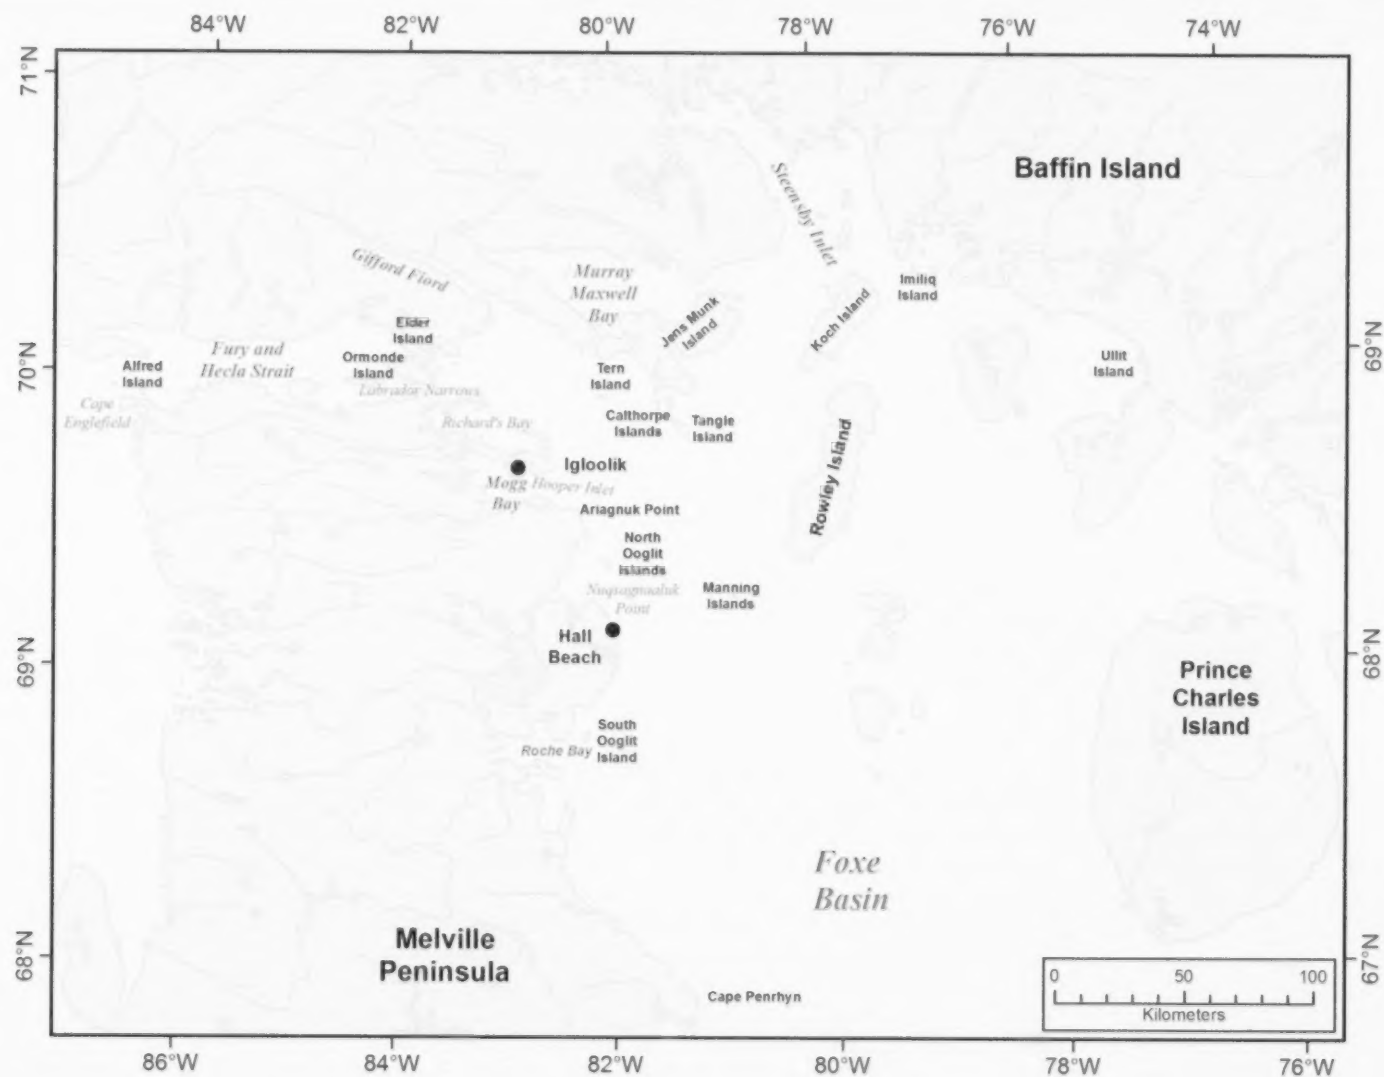 84°W 82°W 80°W 78°W 76°W 74°W
71°N
Baffin Island
Steensby Inlet
Gifford Fiord
Murray
Maxwell
Bay
Imiliq
Island
Jens Munk
Island
Koch Island
Elder
Island
Fury and
Hecla Strait
Ormonde
Island
Alfred
Island
70°N
69°N
Tern
Island
Ullit
Island
Labrador Narrows
Cape
Englefield
Richard's Bay
Calthorpe
Islands
Tangle
Island
Rowley Island
Igloolik
Mogg
Bay
Hooper Inlet
Ariagnuk Point
North
Ooglit
Islands
Manning
Islands
Point
Hall
Beach
69°N
68°N
Prince
Charles
Island
South
Ooglit
Island
Roche Bay
Foxe
Basin
Melville
Peninsula
68°N
67°N
0 50 100
Kilometers
Cape Penrhyn
86°W 84°W 82°W 80°W 78°W 76°W